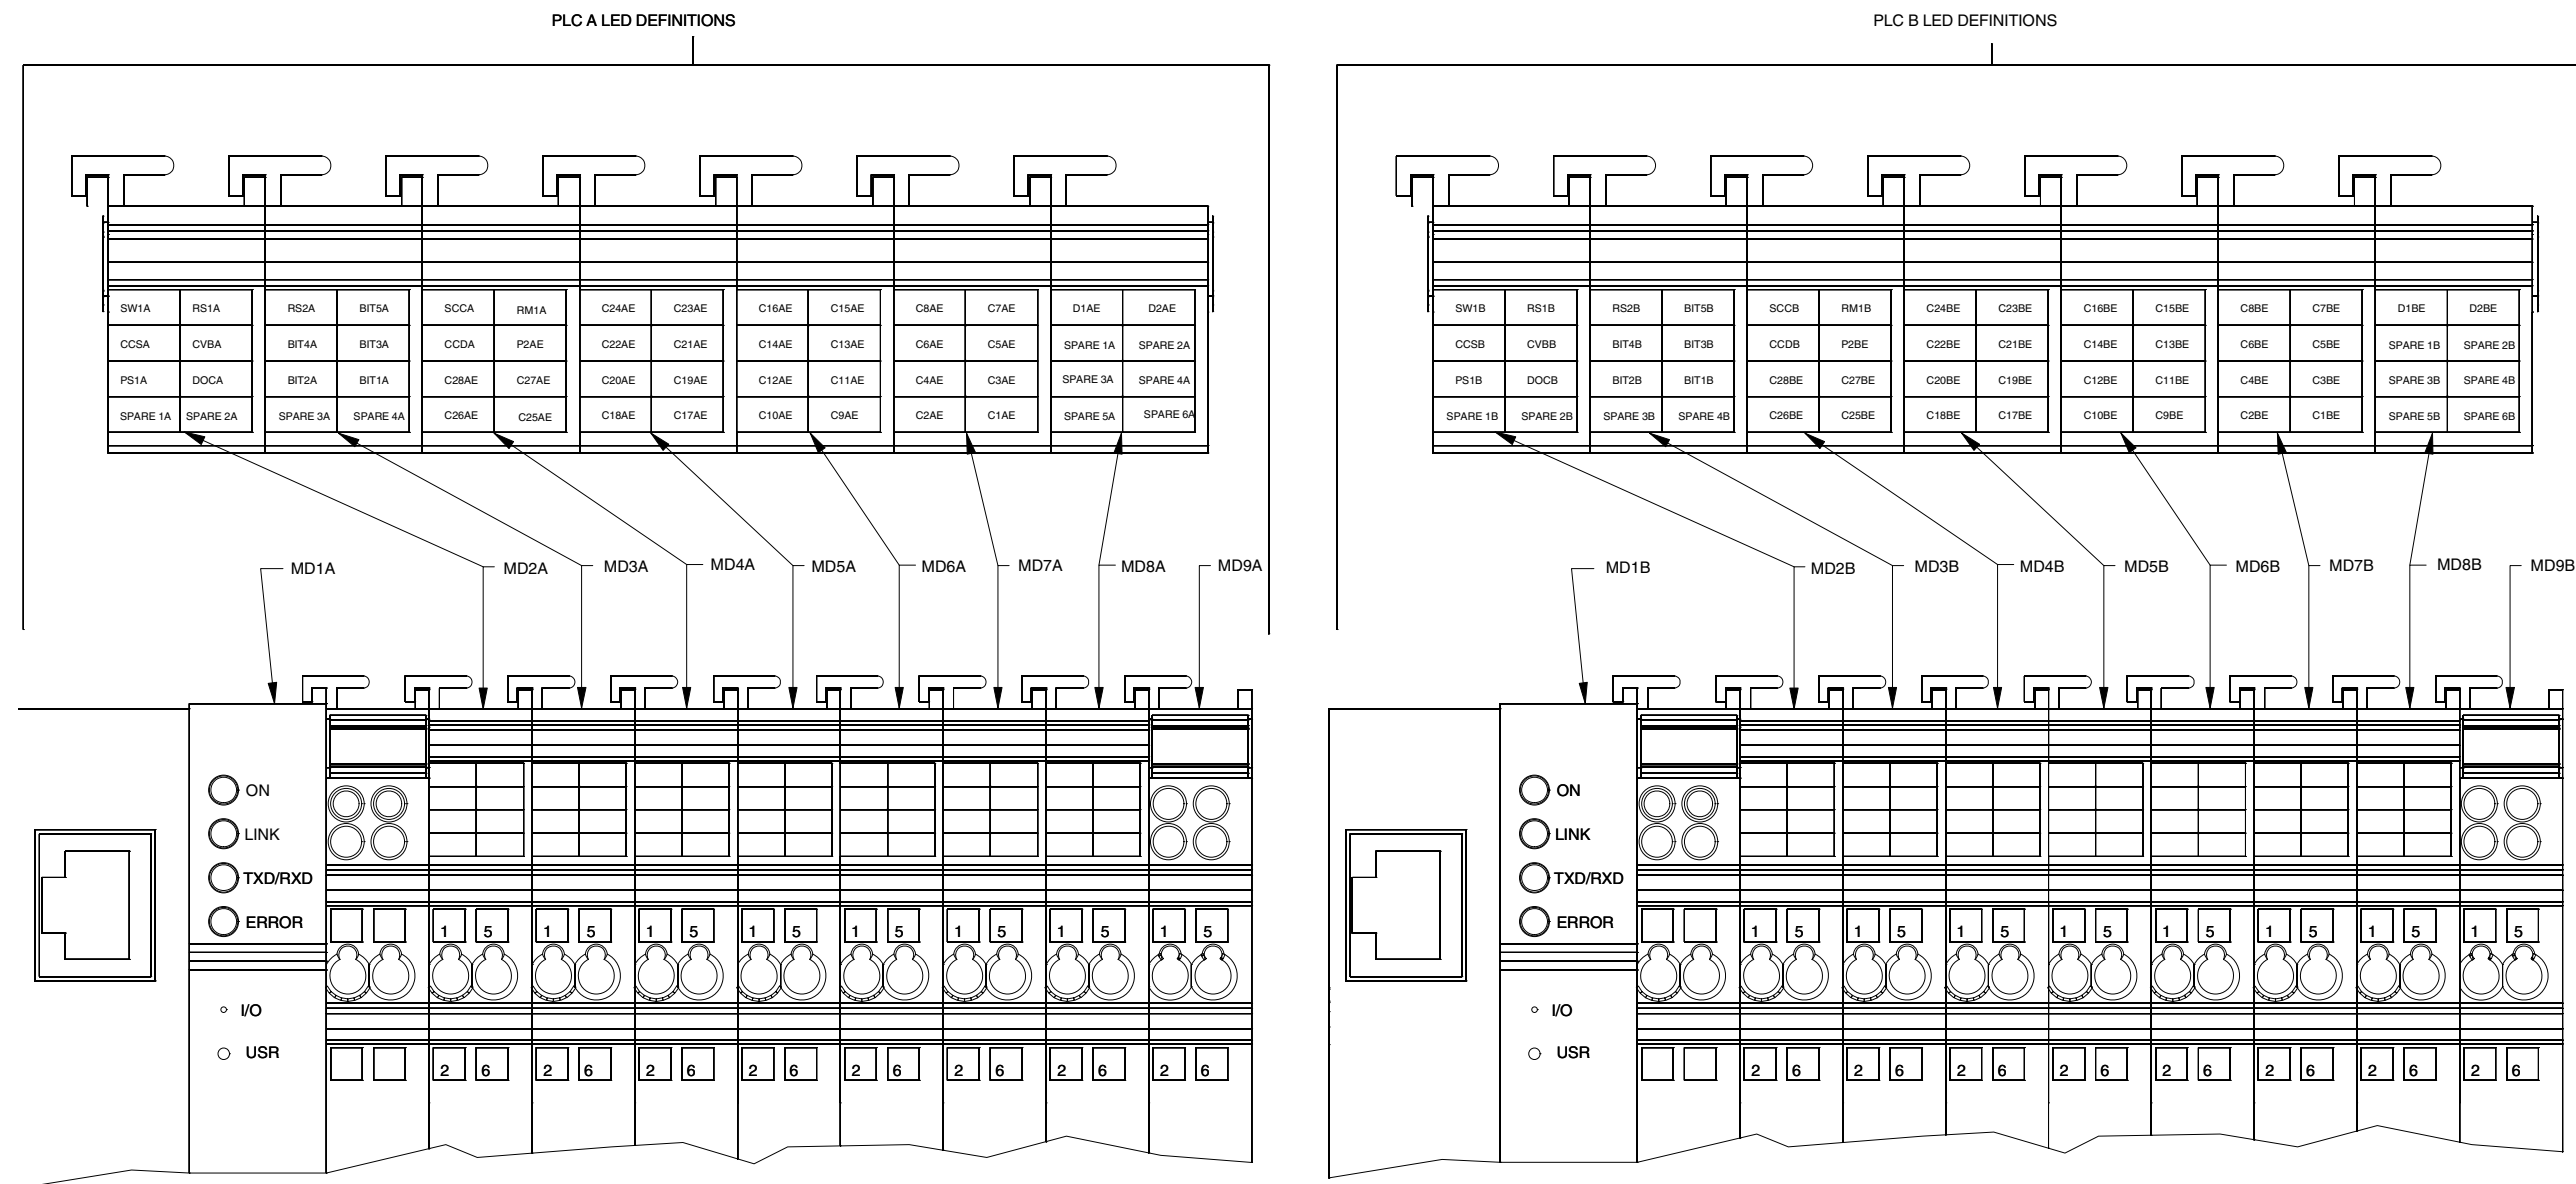 PLC A LED DEFINITIONS
SW1A RS1A RS2A BIT5A SCCA RM1A C24AE C23AE C16AE C15AE C8AE C7AE D1AE D2AE
CCSA CVBA BIT4A BIT3A CCDA P2AE C22AE C21AE C14AE C13AE C6AE C5AE SPARE 1A SPARE 2A
PS1A DOCA BIT2A BIT1A C28AE C27AE C20AE C19AE C12AE C11AE C4AE C3AE SPARE 3A SPARE 4A
SPARE 1A SPARE 2A SPARE 3A SPARE 4A C26AE C25AE C18AE C17AE C10AE C9AE C2AE C1AE SPARE 5A SPARE 6A
MD1A MD2A MD3A MD4A MD5A MD6A MD7A MD8A MD9A
ON
LINK
TXD/RXD
ERROR
1 5 1 5 1 5 1 5 1 5 1 5 1 5 1 5
I/O
USR
2 6 2 6 2 6 2 6 2 6 2 6 2 6 2 6
PLC B LED DEFINITIONS
SW1B RS1B RS2B BIT5B SCCB RM1B C24BE C23BE C16BE C15BE C8BE C7BE D1BE D2BE
CCSB CVBB BIT4B BIT3B CCDB P2BE C22BE C21BE C14BE C13BE C6BE C5BE SPARE 1B SPARE 2B
PS1B DOCB BIT2B BIT1B C28BE C27BE C20BE C19BE C12BE C11BE C4BE C3BE SPARE 3B SPARE 4B
SPARE 1B SPARE 2B SPARE 3B SPARE 4B C26BE C25BE C18BE C17BE C10BE C9BE C2BE C1BE SPARE 5B SPARE 6B
MD1B MD2B MD3B MD4B MD5B MD6B MD7B MD8B MD9B
ON
LINK
TXD/RXD
ERROR
1 5 1 5 1 5 1 5 1 5 1 5 1 5 1 5
I/O
USR
2 6 2 6 2 6 2 6 2 6 2 6 2 6 2 6